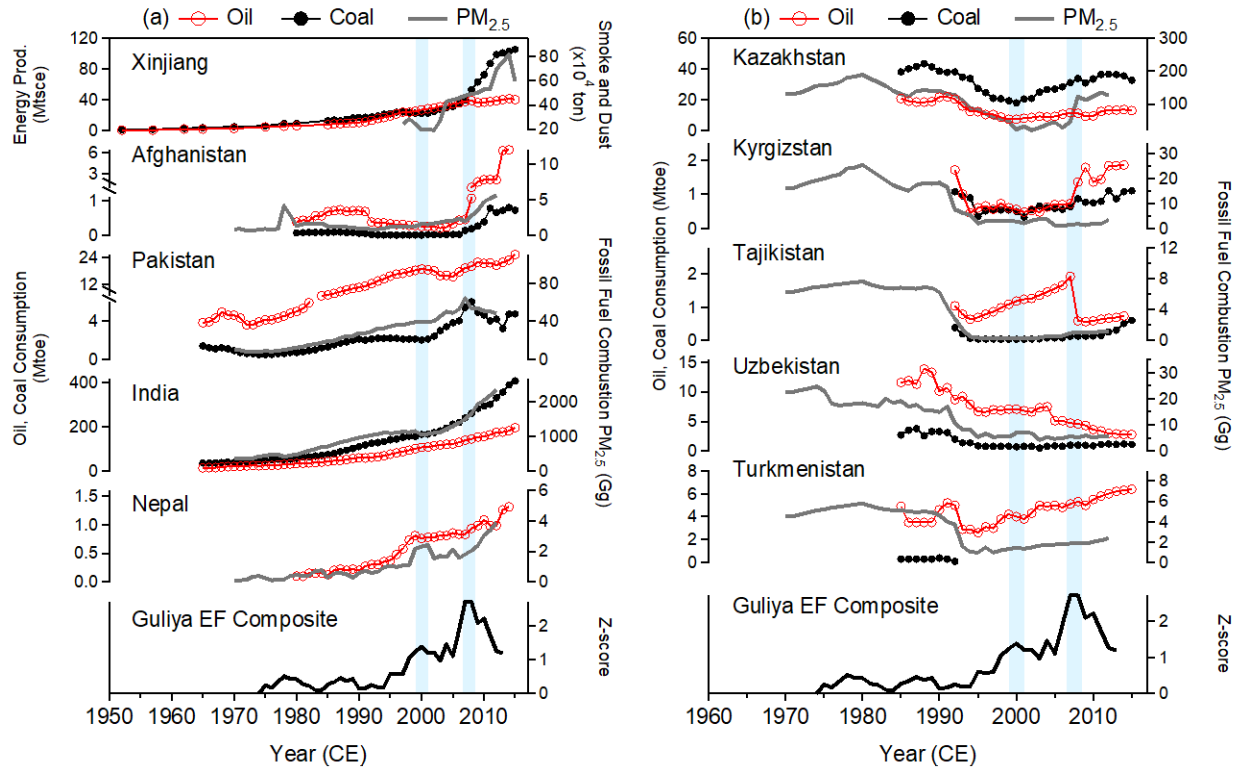 (a) Oil Coal PM2.5
Xinjiang
120
80
40
0
Energy Prod.
(Mtsce)
80
60
40
20
Smoke and Dust
(x10^4 ton)
Afghanistan
6
3
1
0
10
5
0
Pakistan
24
12
4
0
80
40
0
India
400
200
0
2000
1000
0
Nepal
1.5
1.0
0.5
0.0
6
4
2
0
Oil, Coal Consumption
(Mtoe)
Fossil Fuel Combustion PM2.5 (Gg)
Guliya EF Composite
2
1
0
Z-score
1950 1960 1970 1980 1990 2000 2010
Year (CE)
(b) Oil Coal PM2.5
Kazakhstan
60
40
20
0
300
200
100
0
Kyrgizstan
2
1
0
25
20
15
10
5
0
Tajikistan
2
1
0
12
8
4
0
Uzbekistan
15
10
5
0
30
20
10
0
Turkmenistan
8
6
4
2
0
8
6
4
2
0
Oil, Coal Consumption (Mtoe)
Fossil Fuel Combustion PM2.5 (Gg)
Guliya EF Composite
2
1
0
Z-score
1960 1970 1980 1990 2000 2010
Year (CE)